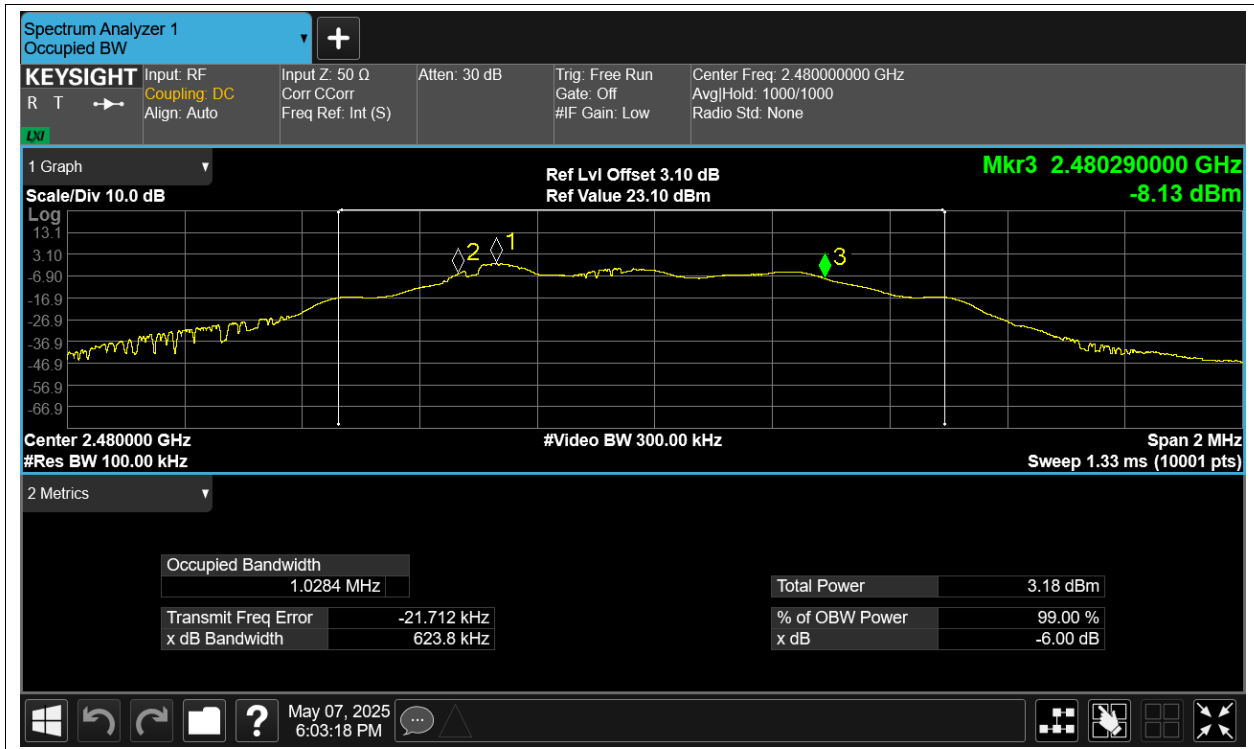 Spectrum Analyzer 1
Occupied BW
KEYSIGHT
R T
LXI
Input: RF
Coupling: DC
Align: Auto
Input Z: 50 Ω
Corr CCorr
Freq Ref: Int (S)
Atten: 30 dB
Trig: Free Run
Gate: Off
#IF Gain: Low
Center Freq: 2.480000000 GHz
Avg|Hold: 1000/1000
Radio Std: None
1 Graph
Scale/Div 10.0 dB
Ref Lvl Offset 3.10 dB
Ref Value 23.10 dBm
Mkr3 2.480290000 GHz
-8.13 dBm
Log
13.1
3.10
-6.90
-16.9
-26.9
-36.9
-46.9
-56.9
-66.9
2
1
3
Center 2.480000 GHz
#Res BW 100.00 kHz
#Video BW 300.00 kHz
Span 2 MHz
Sweep 1.33 ms (10001 pts)
2 Metrics
Occupied Bandwidth
1.0284 MHz
Transmit Freq Error -21.712 kHz
x dB Bandwidth 623.8 kHz
Total Power 3.18 dBm
% of OBW Power 99.00 %
x dB -6.00 dB
?
May 07, 2025
6:03:18 PM